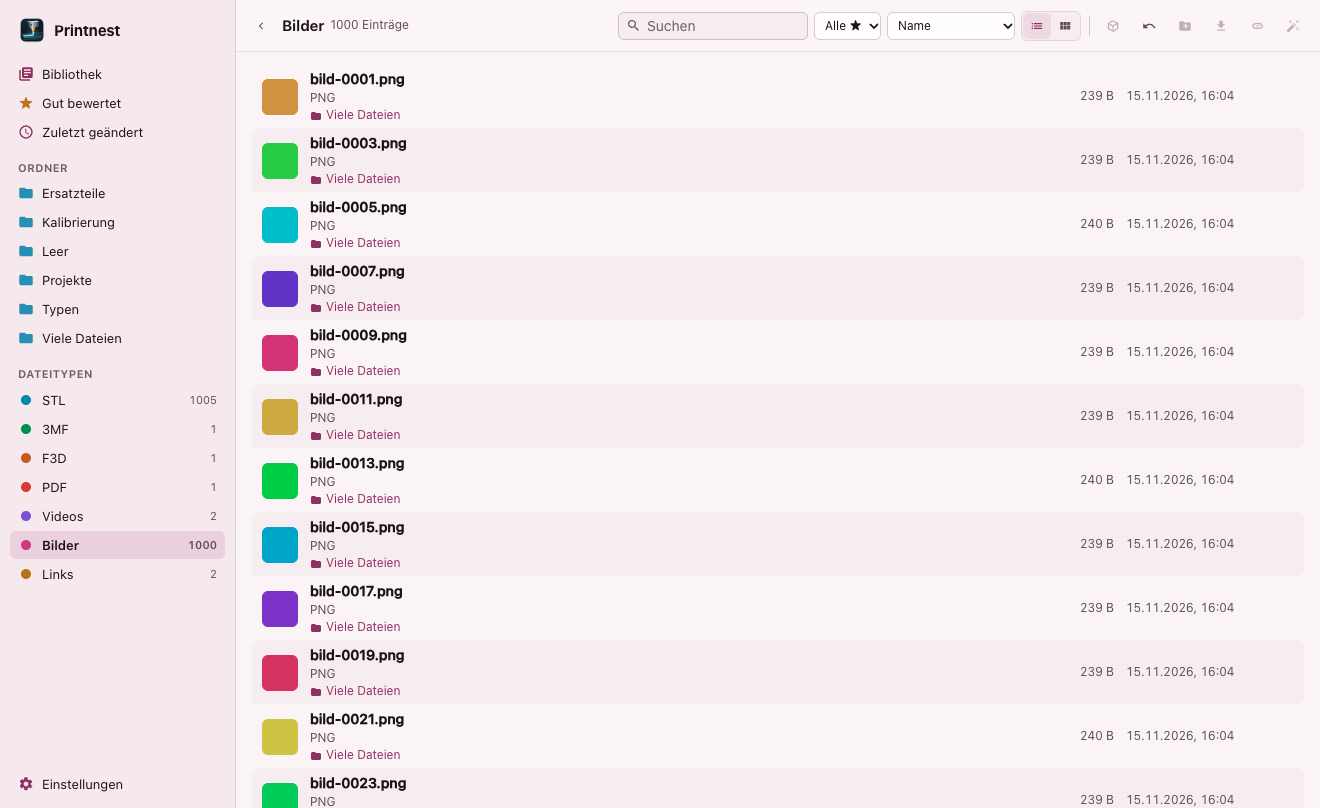 Printnest
Bibliothek
Gut bewertet
Zuletzt geändert
ORDNER
Ersatzteile
Kalibrierung
Leer
Projekte
Typen
Viele Dateien
DATEITYPEN
STL 1005
3MF 1
F3D 1
PDF 1
Videos 2
Bilder 1000
Links 2
Einstellungen
Bilder 1000 Einträge
Suchen
Alle ★
Name
bild-0001.png
PNG
Viele Dateien
239 B 15.11.2026, 16:04
bild-0003.png
PNG
Viele Dateien
239 B 15.11.2026, 16:04
bild-0005.png
PNG
Viele Dateien
240 B 15.11.2026, 16:04
bild-0007.png
PNG
Viele Dateien
239 B 15.11.2026, 16:04
bild-0009.png
PNG
Viele Dateien
239 B 15.11.2026, 16:04
bild-0011.png
PNG
Viele Dateien
239 B 15.11.2026, 16:04
bild-0013.png
PNG
Viele Dateien
240 B 15.11.2026, 16:04
bild-0015.png
PNG
Viele Dateien
239 B 15.11.2026, 16:04
bild-0017.png
PNG
Viele Dateien
239 B 15.11.2026, 16:04
bild-0019.png
PNG
Viele Dateien
239 B 15.11.2026, 16:04
bild-0021.png
PNG
Viele Dateien
240 B 15.11.2026, 16:04
bild-0023.png
PNG
239 B 15.11.2026, 16:04